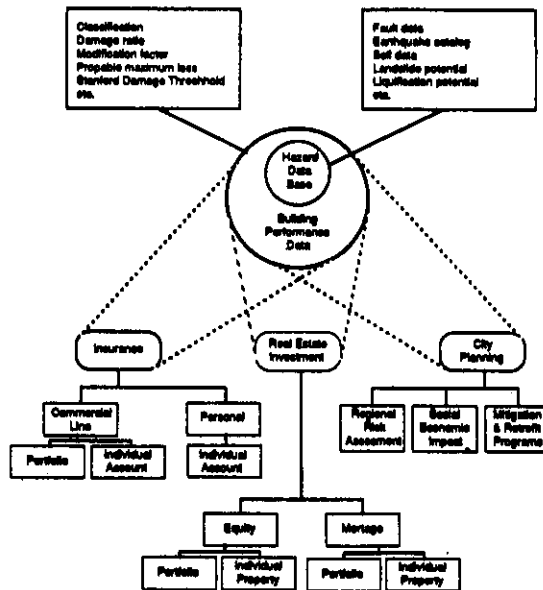 Classification
Damage ratio
Modification factor
Propable maximum loss
Stanford Damage Threshhold
etc.
Fault data
Earthquake catalog
Soil data
Landslide potential
Liquification potential
etc.
Hazard
Data
Base
Building
Performance
Data
Insurance
Real Estate
Investment
City
Planning
Commercial
Line
Personal
Portfolio
Individual
Account
Individual
Account
Regional
Risk
Assesment
Social
Economic
Impact
Mitigation
& Retrofit
Programs
Equity
Mortage
Portfolio
Individual
Property
Portfolio
Individual
Property